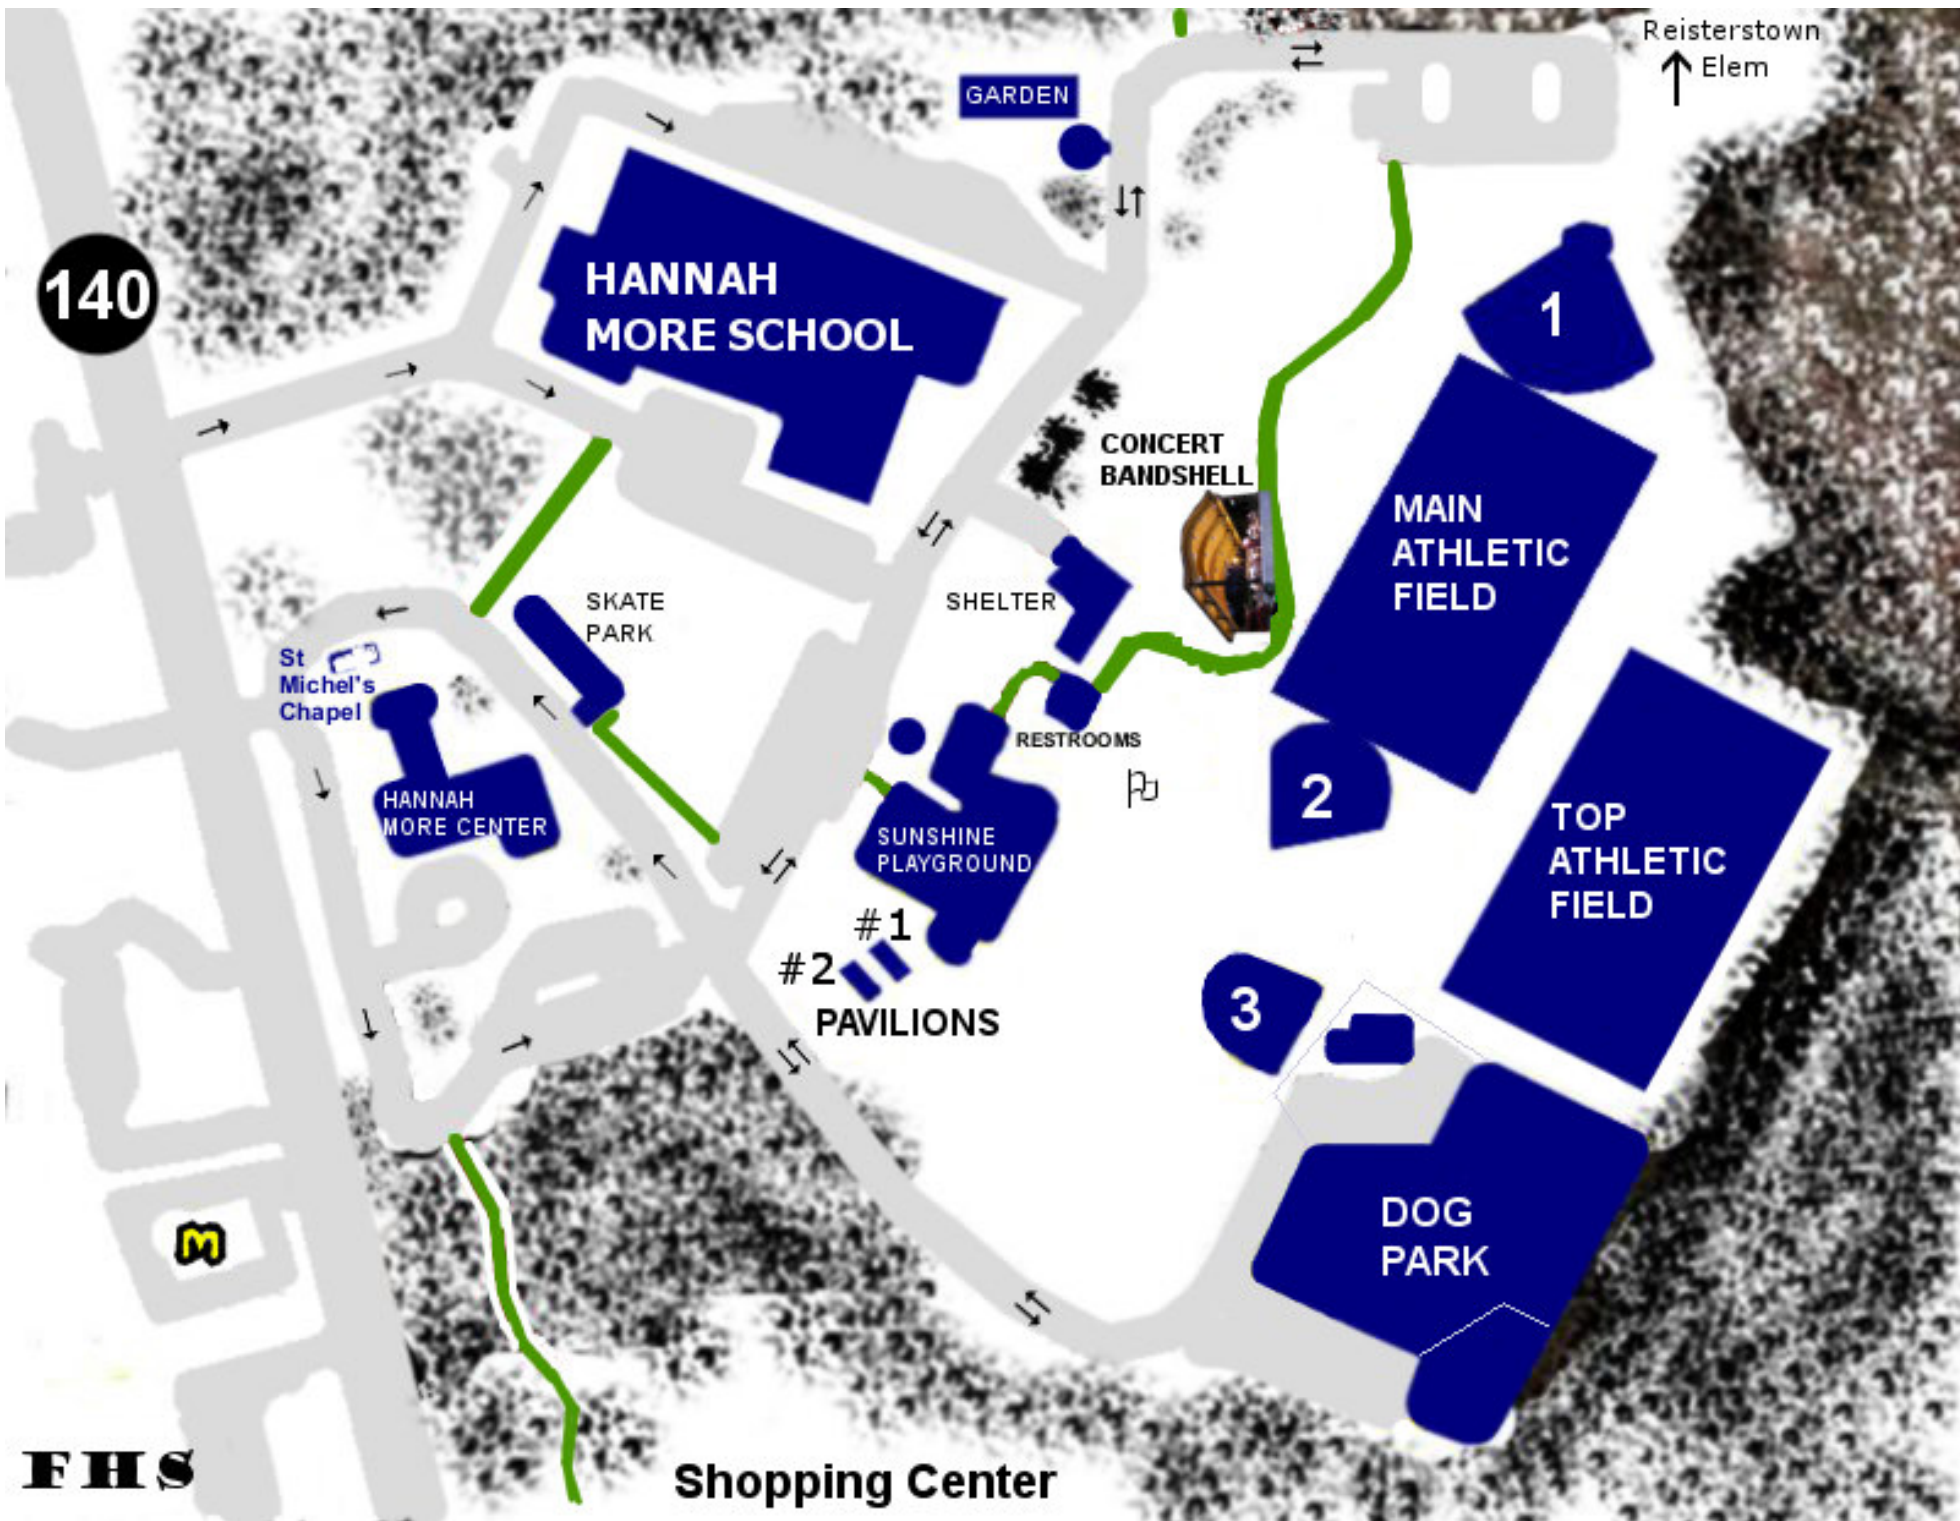 Reisterstown
Elem
GARDEN
140
HANNAH
MORE SCHOOL
1
CONCERT
BANDSHELL
MAIN
ATHLETIC
FIELD
SKATE
PARK
SHELTER
St
Michel's
Chapel
RESTROOMS
HANNAH
MORE CENTER
2
SUNSHINE
PLAYGROUND
TOP
ATHLETIC
FIELD
#1
#2
PAVILIONS
3
DOG
PARK
M
FHS
Shopping Center